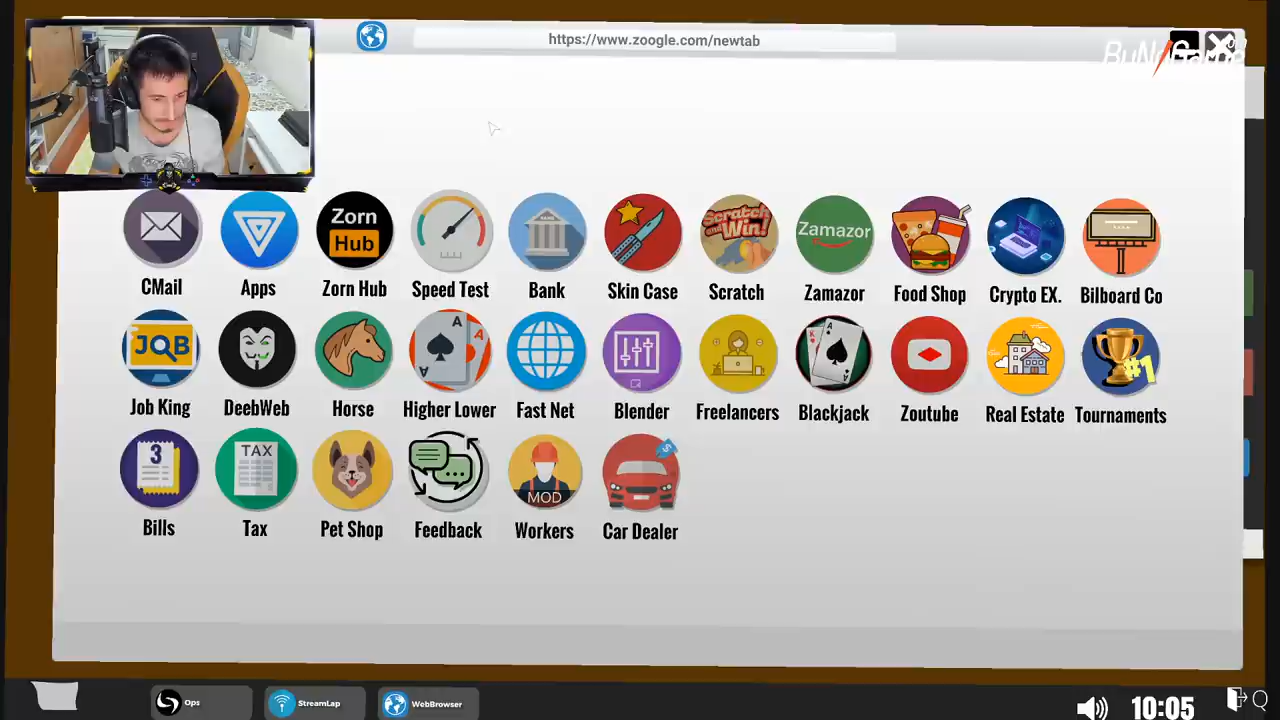 https://www.zoogle.com/newtab
Zorn
Hub
BANK
Scratch
and Win!
Zamazor
CMail
Apps
Zorn Hub
Speed Test
Bank
Skin Case
Scratch
Zamazor
Food Shop
Crypto EX.
Bilboard Co
JOB
A
A
K
A
#1
Job King
DeebWeb
Horse
Higher Lower
Fast Net
Blender
Freelancers
Blackjack
Zoutube
Real Estate
Tournaments
3
TAX
MOD
$
Bills
Tax
Pet Shop
Feedback
Workers
Car Dealer
Ops
StreamLap
WebBrowser
10:05
Q